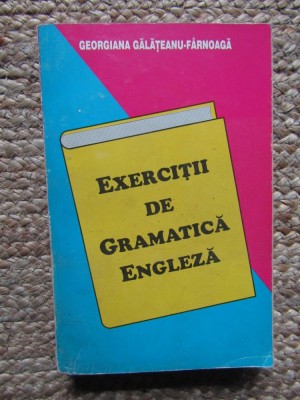 GEORGIANA GĂLĂȚEANU-FÂRNOAGĂ
EXERCIȚII
DE
GRAMATICĂ
ENGLEZĂ